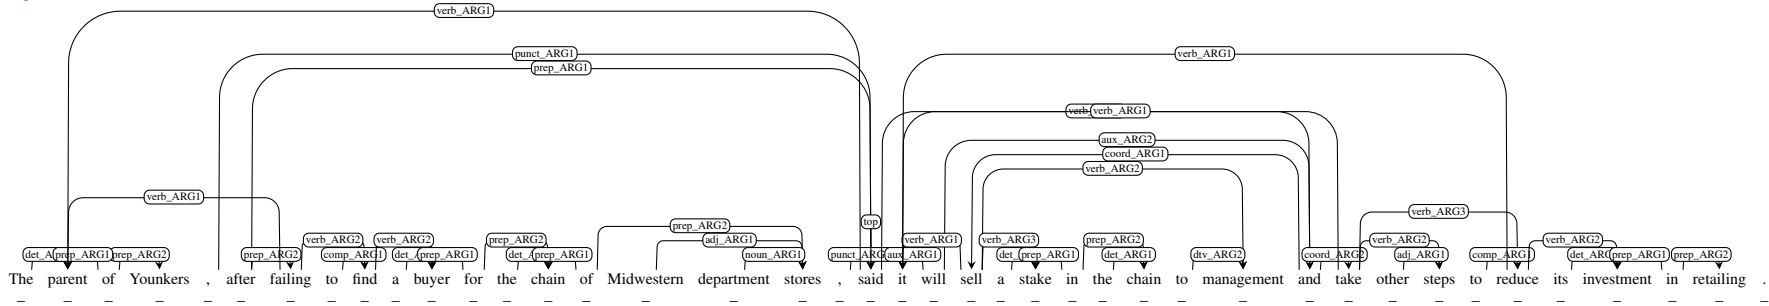 verb_ARG1
punct_ARG1 verb_ARG1
prep_ARG1
verb_ARG1
aux_ARG2
coord_ARG1
verb_ARG2
verb_ARG1 verb_ARG3
top
prep_ARG2
verb_ARG2 verb_ARG2 prep_ARG2 adj_ARG1 verb_ARG1 verb_ARG3 prep_ARG2 verb_ARG2 verb_ARG2
prep_ARG1 prep_ARG2 prep_ARG2 comp_ARG1 prep_ARG1 prep_ARG1 noun_ARG1 aux_ARG1 prep_ARG1 det_ARG1 dtv_ARG2 coord_ARG2 adj_ARG1 comp_ARG1 prep_ARG1 prep_ARG2
The parent of Younkers , after failing to find a buyer for the chain of Midwestern department stores , said it will sell a stake in the chain to management and take other steps to reduce its investment in retailing .